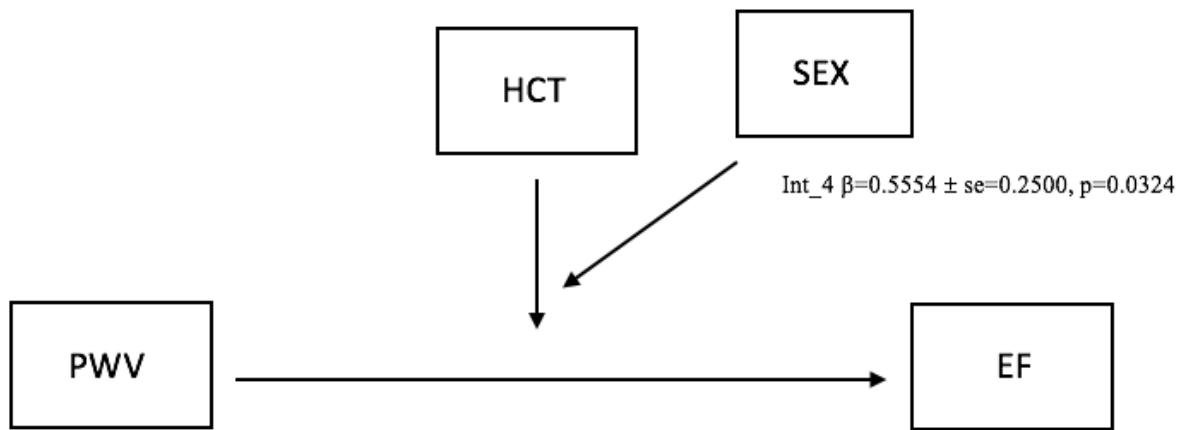 HCT
SEX
Int_4 β=0.5554 ± se=0.2500, p=0.0324
PWV
EF